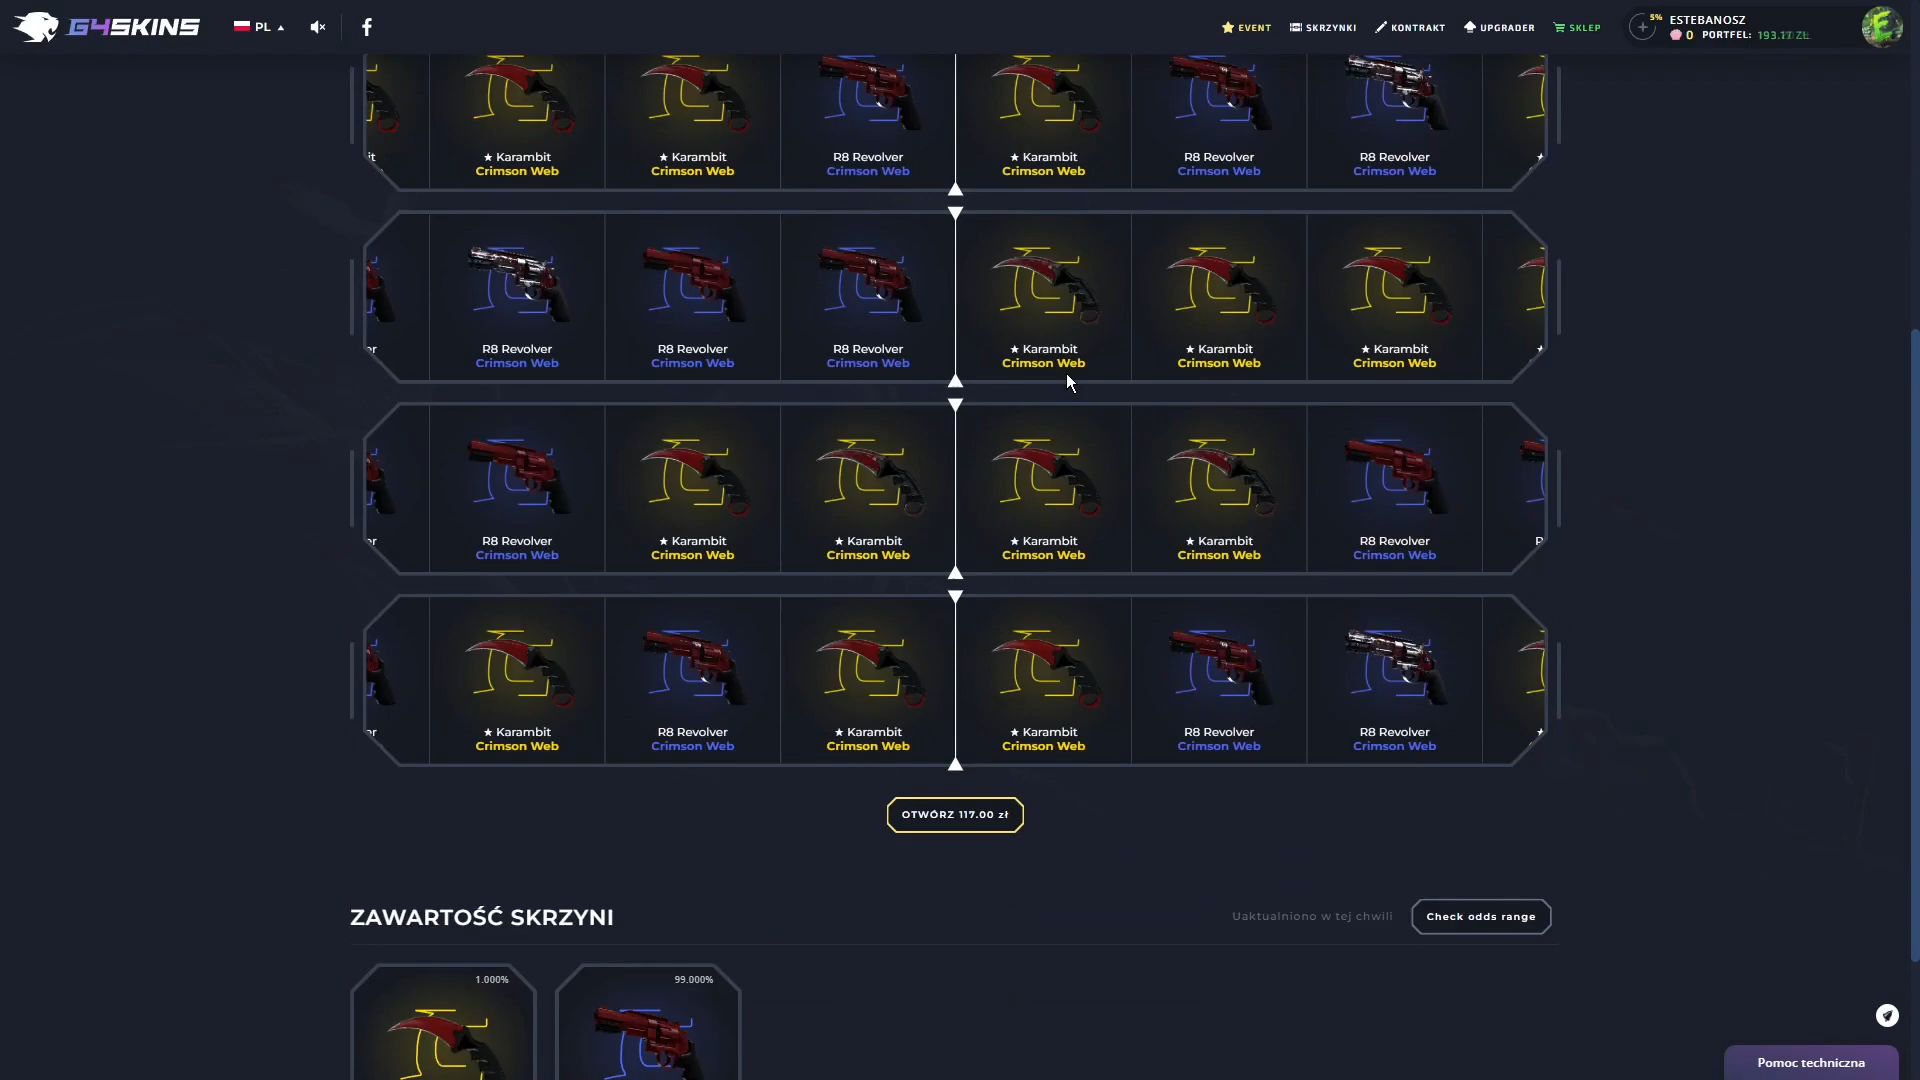 G4SKINS
PL
EVENT
SKRZYNKI
KONTRAKT
UPGRADER
SKLEP
5%
ESTEBANOSZ
0 PORTFEL:
★ Karambit
Crimson Web
★ Karambit
Crimson Web
R8 Revolver
Crimson Web
★ Karambit
Crimson Web
R8 Revolver
Crimson Web
R8 Revolver
Crimson Web
R8 Revolver
Crimson Web
R8 Revolver
Crimson Web
R8 Revolver
Crimson Web
★ Karambit
Crimson Web
★ Karambit
Crimson Web
★ Karambit
Crimson Web
R8 Revolver
Crimson Web
★ Karambit
Crimson Web
★ Karambit
Crimson Web
★ Karambit
Crimson Web
★ Karambit
Crimson Web
R8 Revolver
Crimson Web
★ Karambit
Crimson Web
R8 Revolver
Crimson Web
★ Karambit
Crimson Web
★ Karambit
Crimson Web
R8 Revolver
Crimson Web
R8 Revolver
Crimson Web
OTWÓRZ 117.00 zł
ZAWARTOŚĆ SKRZYNI
Uaktualniono w tej chwili
Check odds range
1.000%
99.000%
Pomoc techniczna